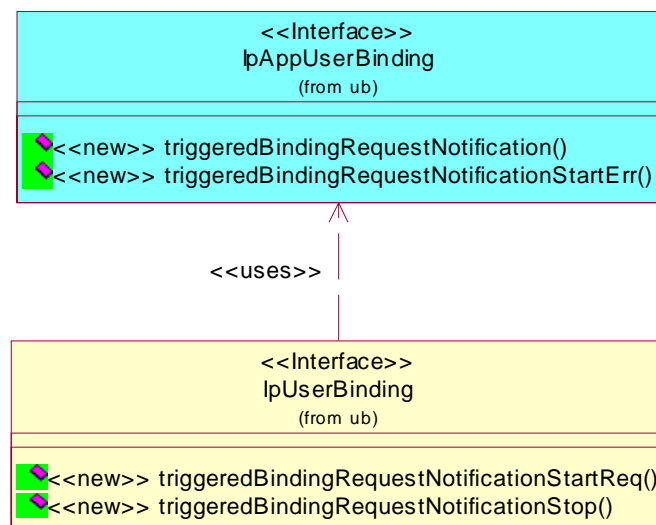 <<Interface>>
IpAppUserBinding
(from ub)
<<new>> triggeredBindingRequestNotification()
<<new>> triggeredBindingRequestNotificationStartErr()
<<uses>>
<<Interface>>
IpUserBinding
(from ub)
<<new>> triggeredBindingRequestNotificationStartReq()
<<new>> triggeredBindingRequestNotificationStop()